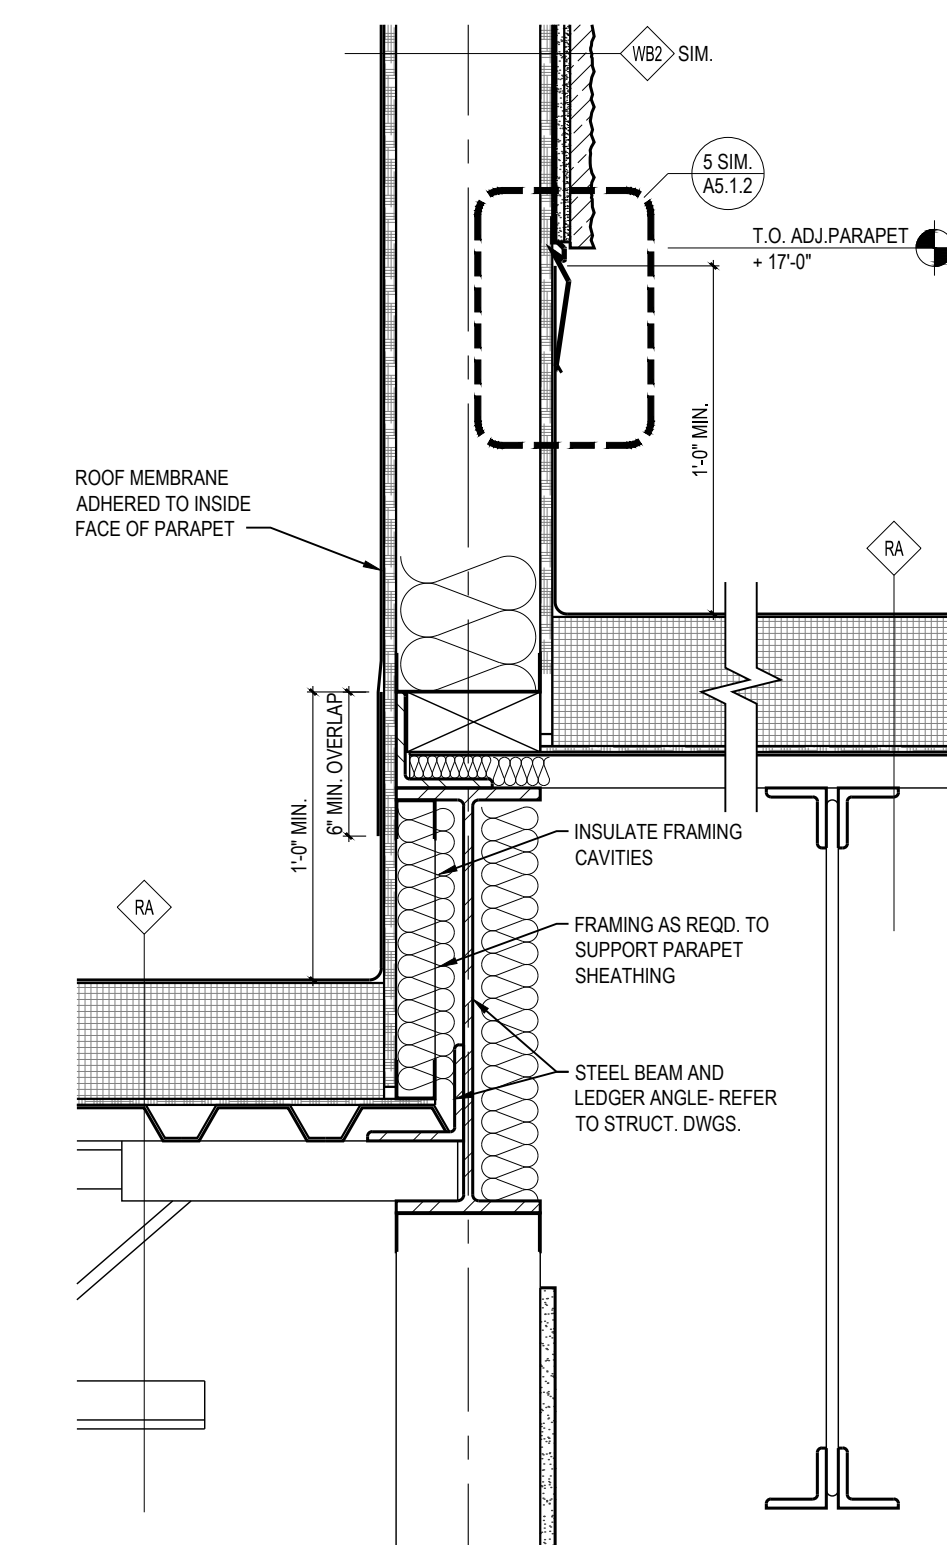 WB2 SIM.
5 SIM.
A5.1.2
T.O. ADJ.PARAPET
+ 17'-0"
1'-0" MIN.
ROOF MEMBRANE
ADHERED TO INSIDE
FACE OF PARAPET
RA
6" MIN. OVERLAP
1'-0" MIN.
INSULATE FRAMING
CAVITIES
RA
FRAMING AS REQD. TO
SUPPORT PARAPET
SHEATHING
STEEL BEAM AND
LEDGER ANGLE- REFER
TO STRUCT. DWGS.